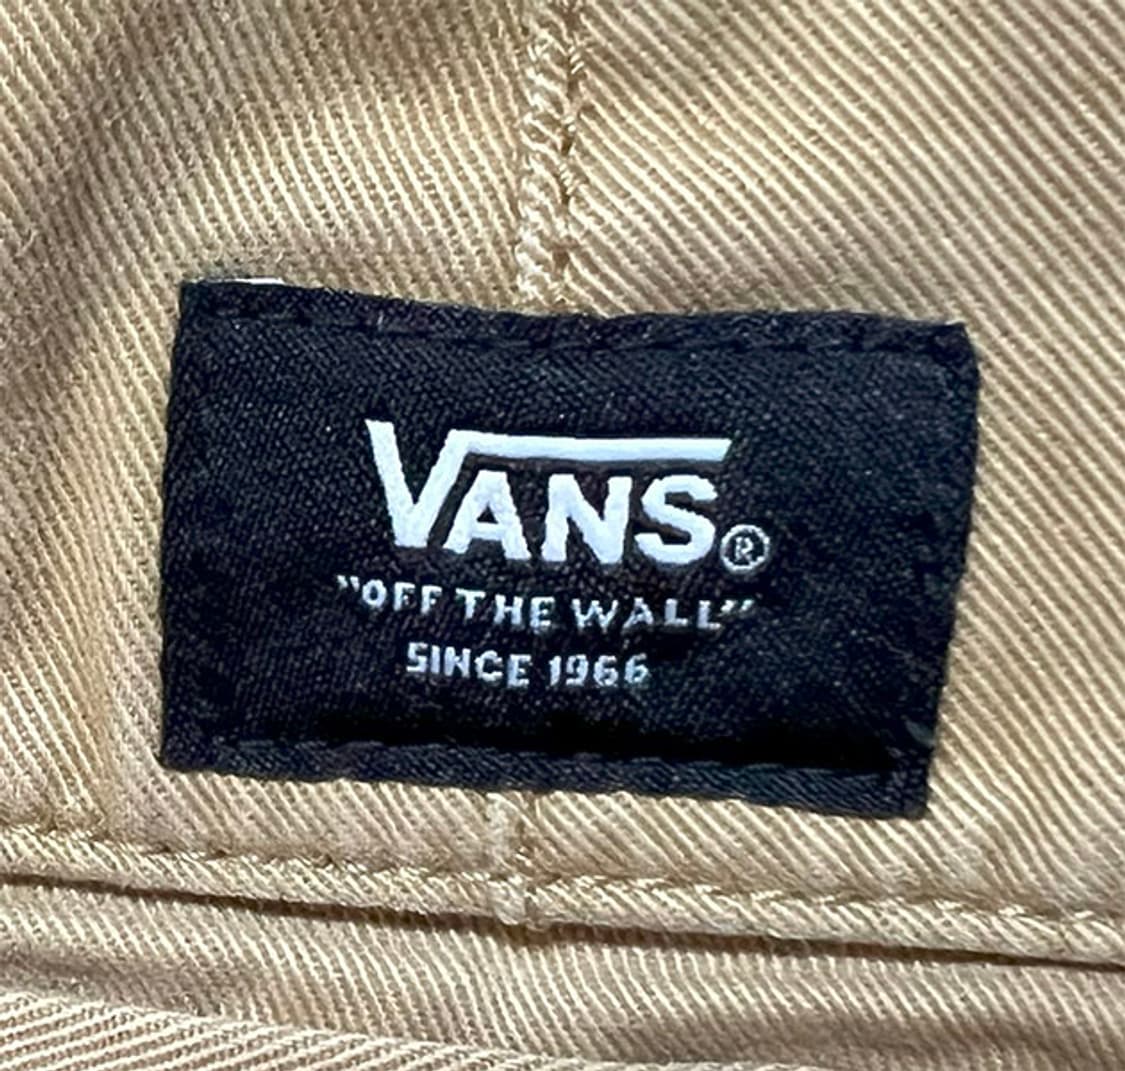 VANS®
"OFF THE WALL"
SINCE 1966